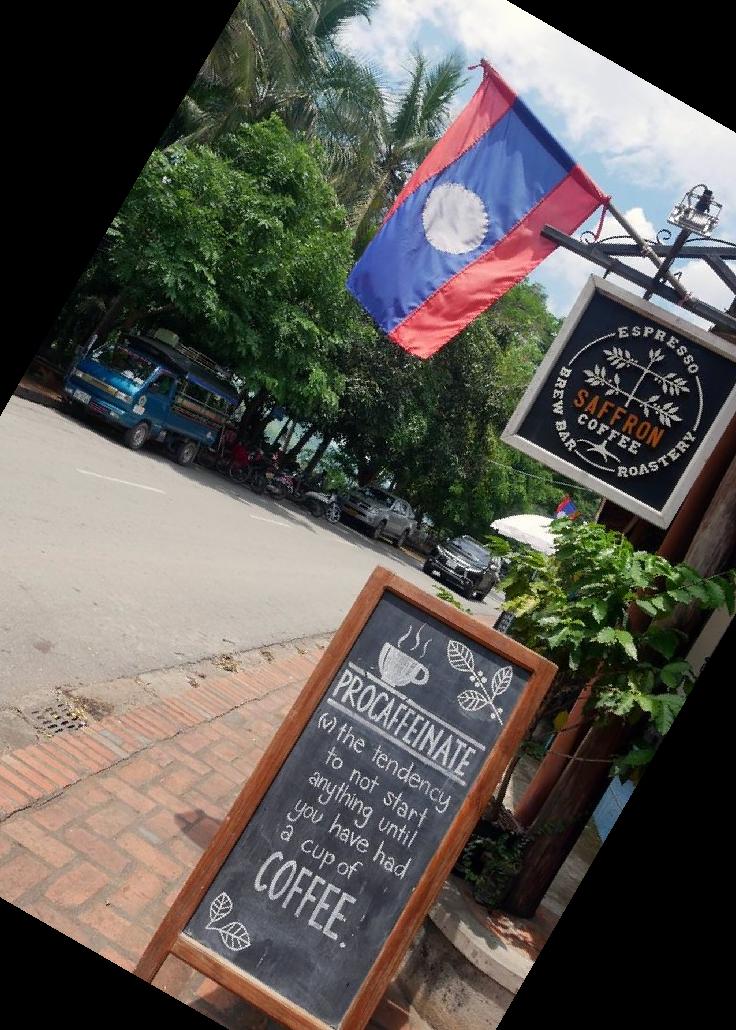 ESPRESSO
BREW BAR
SAFFRON
COFFEE
ROASTERY
PROCAFFEINATE
(v) the tendency
to not start
anything until
you have had
a cup of
COFFEE.